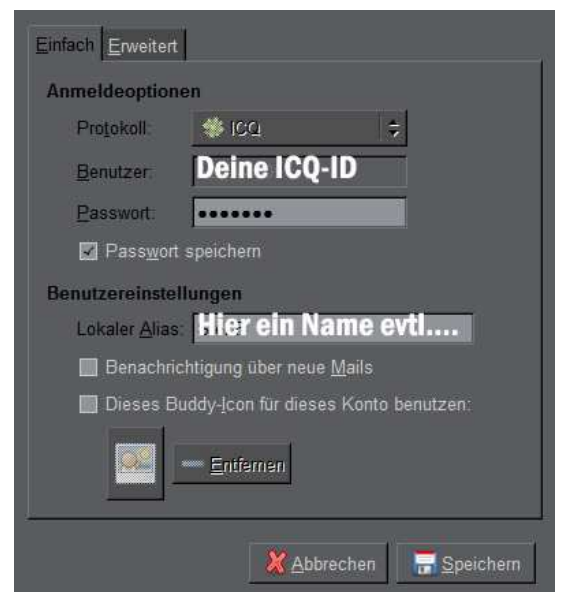 Einfach Erweitert
Anmeldeoptionen
Protokoll: ICQ
Benutzer: Deine ICQ-ID
Passwort: •••••••
Passwort speichern
Benutzereinstellungen
Lokaler Alias: Hier ein Name evtl....
Benachrichtigung über neue Mails
Dieses Buddy-Icon für dieses Konto benutzen:
Entfernen
Abbrechen Speichern